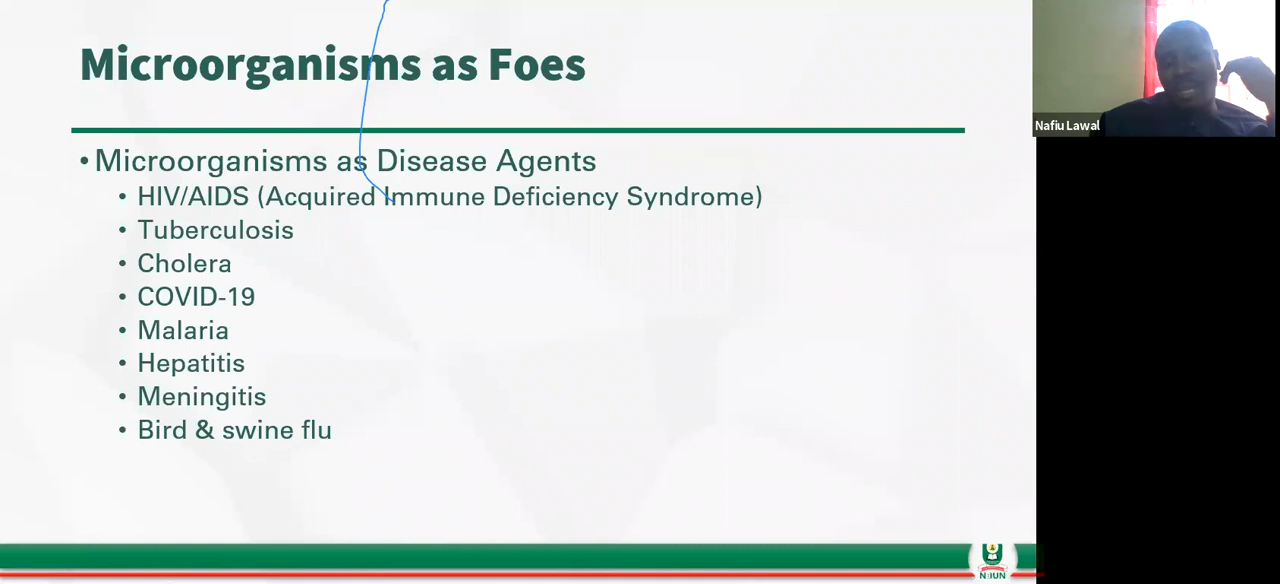 Microorganisms as Foes
• Microorganisms as Disease Agents
• HIV/AIDS (Acquired Immune Deficiency Syndrome)
• Tuberculosis
• Cholera
• COVID-19
• Malaria
• Hepatitis
• Meningitis
• Bird & swine flu
Nafiu Lawal